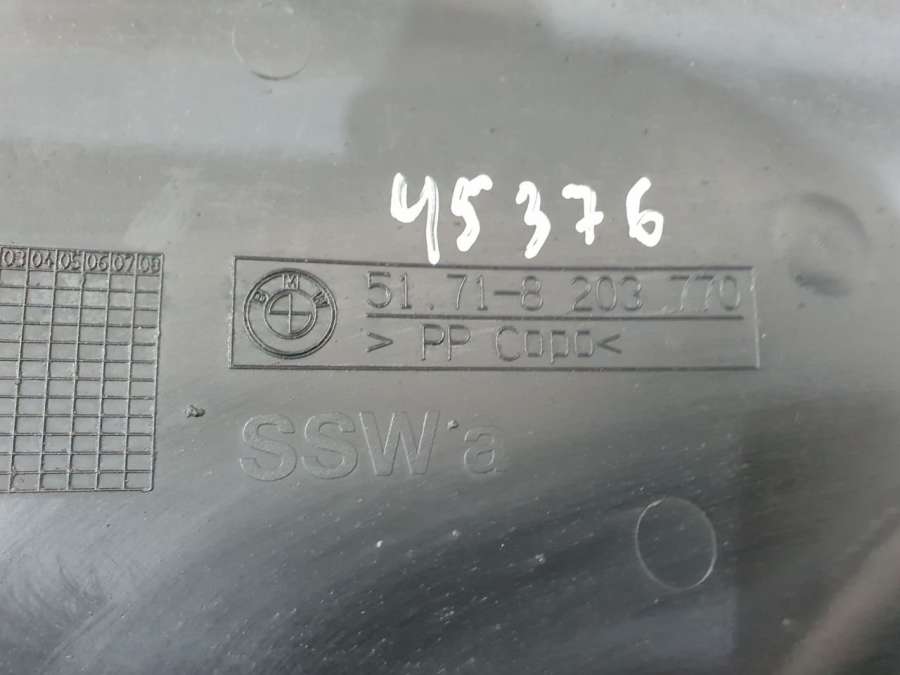 45376
03 04 05 06 07 08
BMW
51.71-8 203 770
> PP Copo<
SSW a